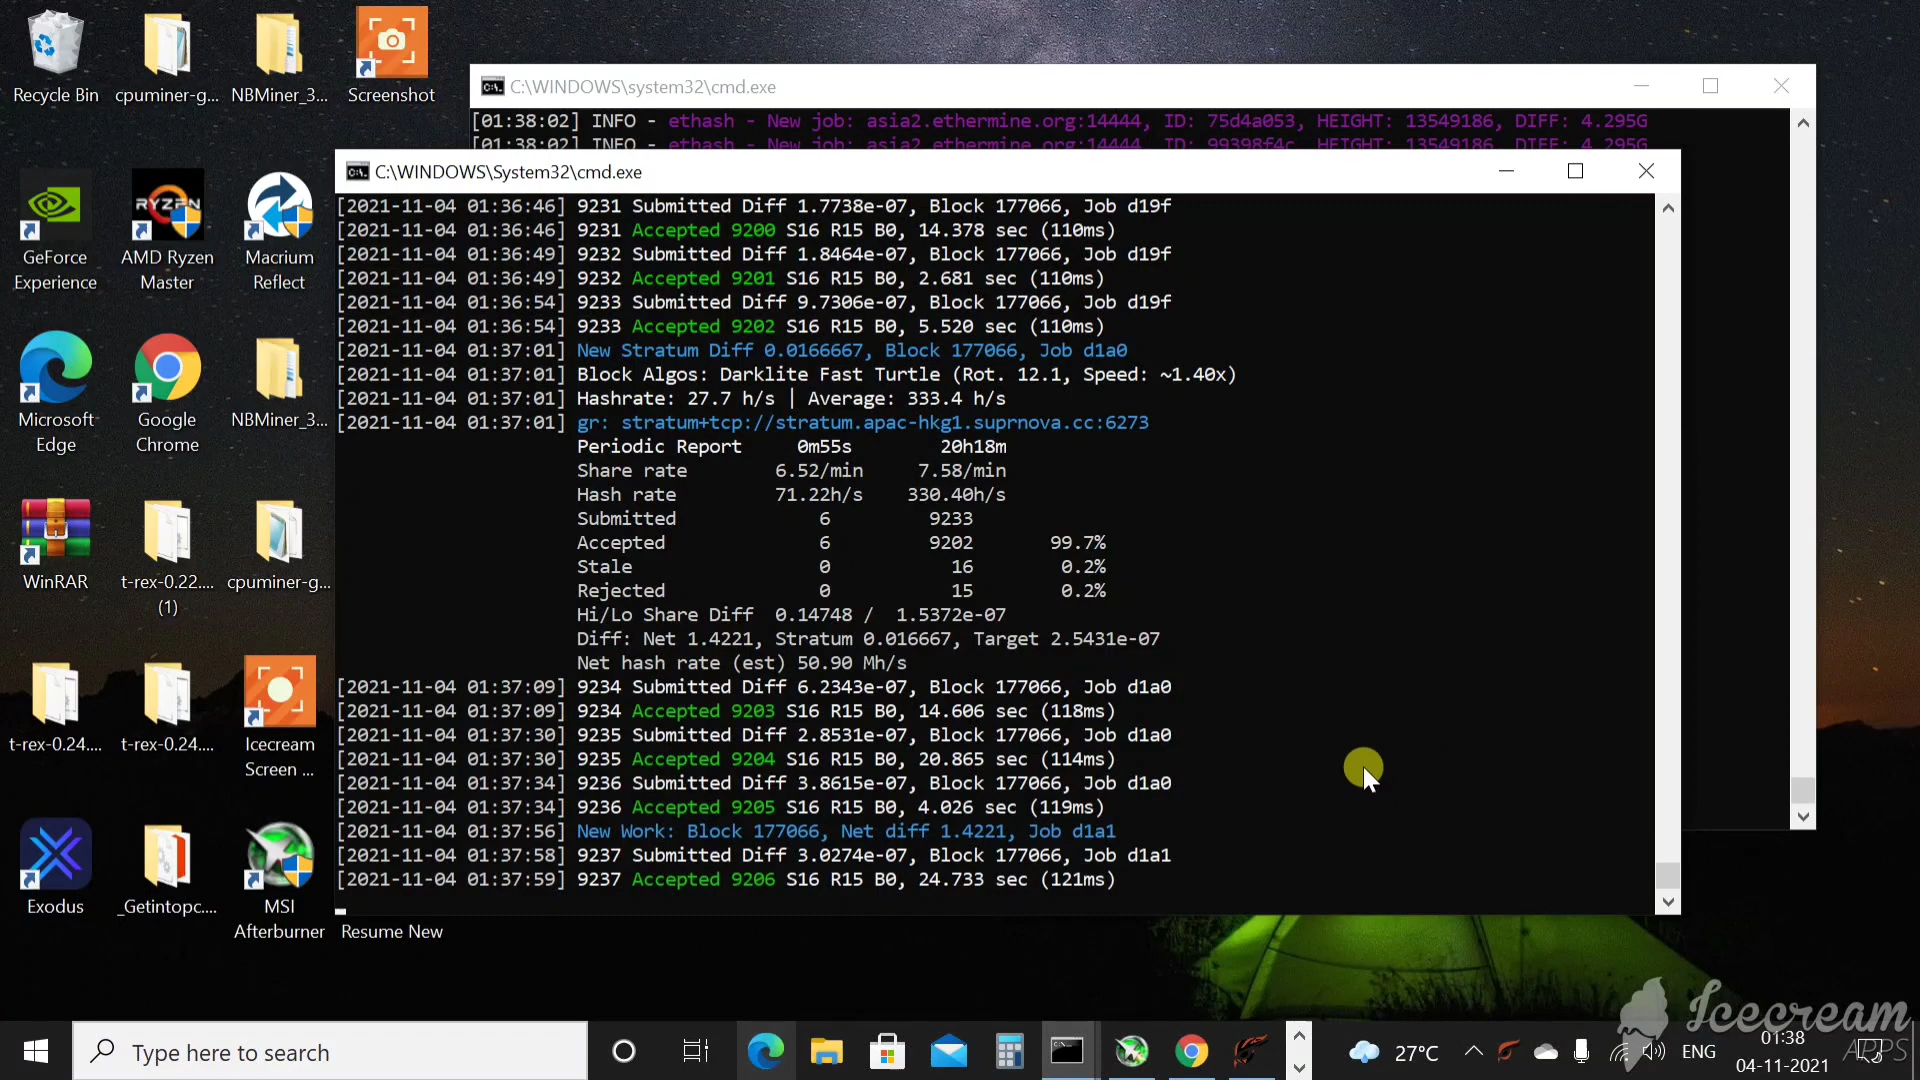 Recycle Bin
cpuminer-g...
NBMiner_3...
Screenshot
GeForce Experience
AMD Ryzen Master
Macrium Reflect
RYZEN MASTER
Microsoft Edge
Google Chrome
NBMiner_3...
WinRAR
t-rex-0.22.... (1)
cpuminer-g...
t-rex-0.24....
t-rex-0.24....
Icecream Screen ...
Exodus
_Getintopc....
MSI Afterburner
Resume New
C:\WINDOWS\system32\cmd.exe
[01:38:02] INFO - ethash - New job: asia2.ethermine.org:14444, ID: 75d4a053, HEIGHT: 13549186, DIFF: 4.295G
[01:38:02] INFO - ethash - New job: asia2.ethermine.org:14444, ID: 99398f4c, HEIGHT: 13549186, DIFF: 4.295G
C:\WINDOWS\System32\cmd.exe
[2021-11-04 01:36:46] 9231 Submitted Diff 1.7738e-07, Block 177066, Job d19f
[2021-11-04 01:36:46] 9231 Accepted 9200 S16 R15 B0, 14.378 sec (110ms)
[2021-11-04 01:36:49] 9232 Submitted Diff 1.8464e-07, Block 177066, Job d19f
[2021-11-04 01:36:49] 9232 Accepted 9201 S16 R15 B0, 2.681 sec (110ms)
[2021-11-04 01:36:54] 9233 Submitted Diff 9.7306e-07, Block 177066, Job d19f
[2021-11-04 01:36:54] 9233 Accepted 9202 S16 R15 B0, 5.520 sec (110ms)
[2021-11-04 01:37:01] New Stratum Diff 0.0166667, Block 177066, Job d1a0
[2021-11-04 01:37:01] Block Algos: Darklite Fast Turtle (Rot. 12.1, Speed: ~1.40x)
[2021-11-04 01:37:01] Hashrate: 27.7 h/s | Average: 333.4 h/s
[2021-11-04 01:37:01] gr: stratum+tcp://stratum.apac-hkg1.suprnova.cc:6273
Periodic Report 0m55s 20h18m
Share rate 6.52/min 7.58/min
Hash rate 71.22h/s 330.40h/s
Submitted 6 9233
Accepted 6 9202 99.7%
Stale 0 16 0.2%
Rejected 0 15 0.2%
Hi/Lo Share Diff 0.14748 / 1.5372e-07
Diff: Net 1.4221, Stratum 0.016667, Target 2.5431e-07
Net hash rate (est) 50.90 Mh/s
[2021-11-04 01:37:09] 9234 Submitted Diff 6.2343e-07, Block 177066, Job d1a0
[2021-11-04 01:37:09] 9234 Accepted 9203 S16 R15 B0, 14.606 sec (118ms)
[2021-11-04 01:37:30] 9235 Submitted Diff 2.8531e-07, Block 177066, Job d1a0
[2021-11-04 01:37:30] 9235 Accepted 9204 S16 R15 B0, 20.865 sec (114ms)
[2021-11-04 01:37:34] 9236 Submitted Diff 3.8615e-07, Block 177066, Job d1a0
[2021-11-04 01:37:34] 9236 Accepted 9205 S16 R15 B0, 4.026 sec (119ms)
[2021-11-04 01:37:56] New Work: Block 177066, Net diff 1.4221, Job d1a1
[2021-11-04 01:37:58] 9237 Submitted Diff 3.0274e-07, Block 177066, Job d1a1
[2021-11-04 01:37:59] 9237 Accepted 9206 S16 R15 B0, 24.733 sec (121ms)
Icecream
APPS
Type here to search
27°C
ENG
01:38
04-11-2021